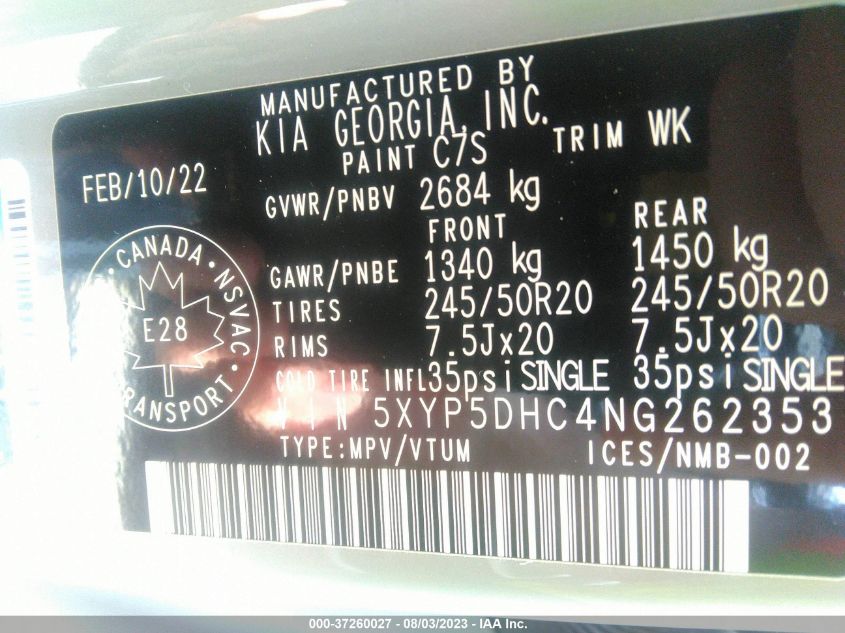 MANUFACTURED BY
KIA GEORGIA, INC.
PAINT C7S TRIM WK
FEB/10/22
GVWR/PNBV 2684 kg
FRONT REAR
GAWR/PNBE 1340 kg 1450 kg
TIRES 245/50R20 245/50R20
RIMS 7.5Jx20 7.5Jx20
COLD TIRE INFL 35psi SINGLE 35psi SINGLE
VIN 5XYP5DHC4NG262353
TYPE:MPV/VTUM ICES/NMB-002
CANADA • NSVAC •
E28
TRANSPORT •
000-37260027 - 08/03/2023 - IAA Inc.